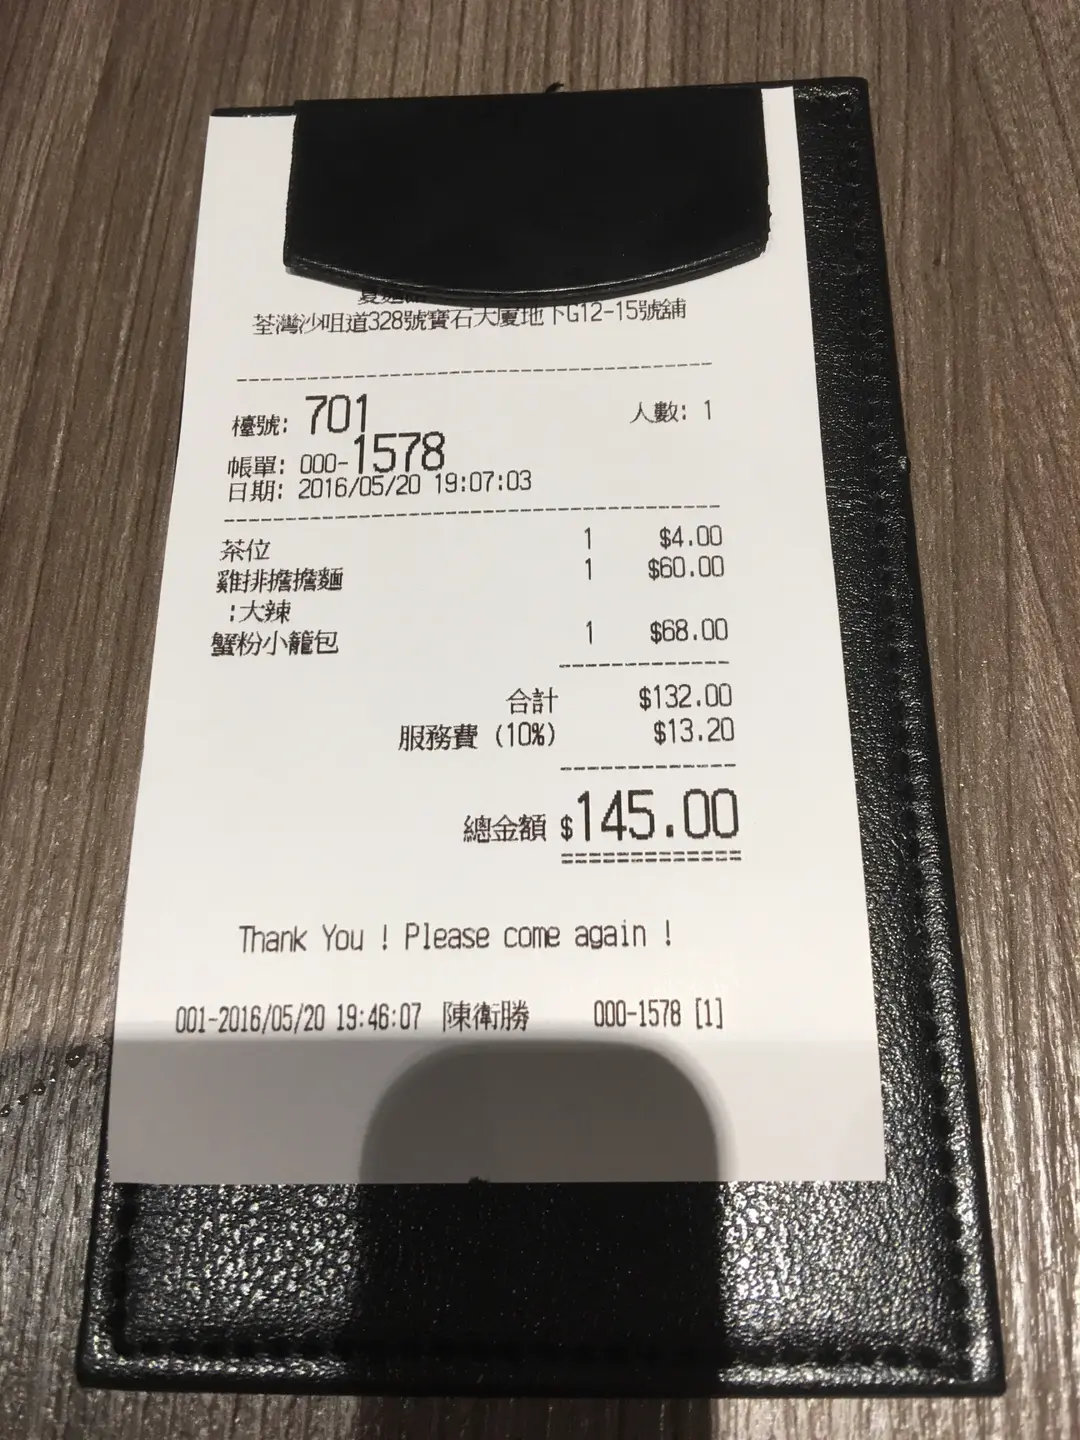 荃灣沙咀道328號寶石大廈地下G12-15號舖
檯號: 701 人數: 1
帳單: 000-1578
日期: 2016/05/20 19:07:03
茶位 1 $4.00
雞排擔擔麵 1 $60.00
:大辣
蟹粉小籠包 1 $68.00
合計 $132.00
服務費 (10%) $13.20
總金額 $145.00
Thank You ! Please come again !
001-2016/05/20 19:46:07 陳衛勝 000-1578 [1]